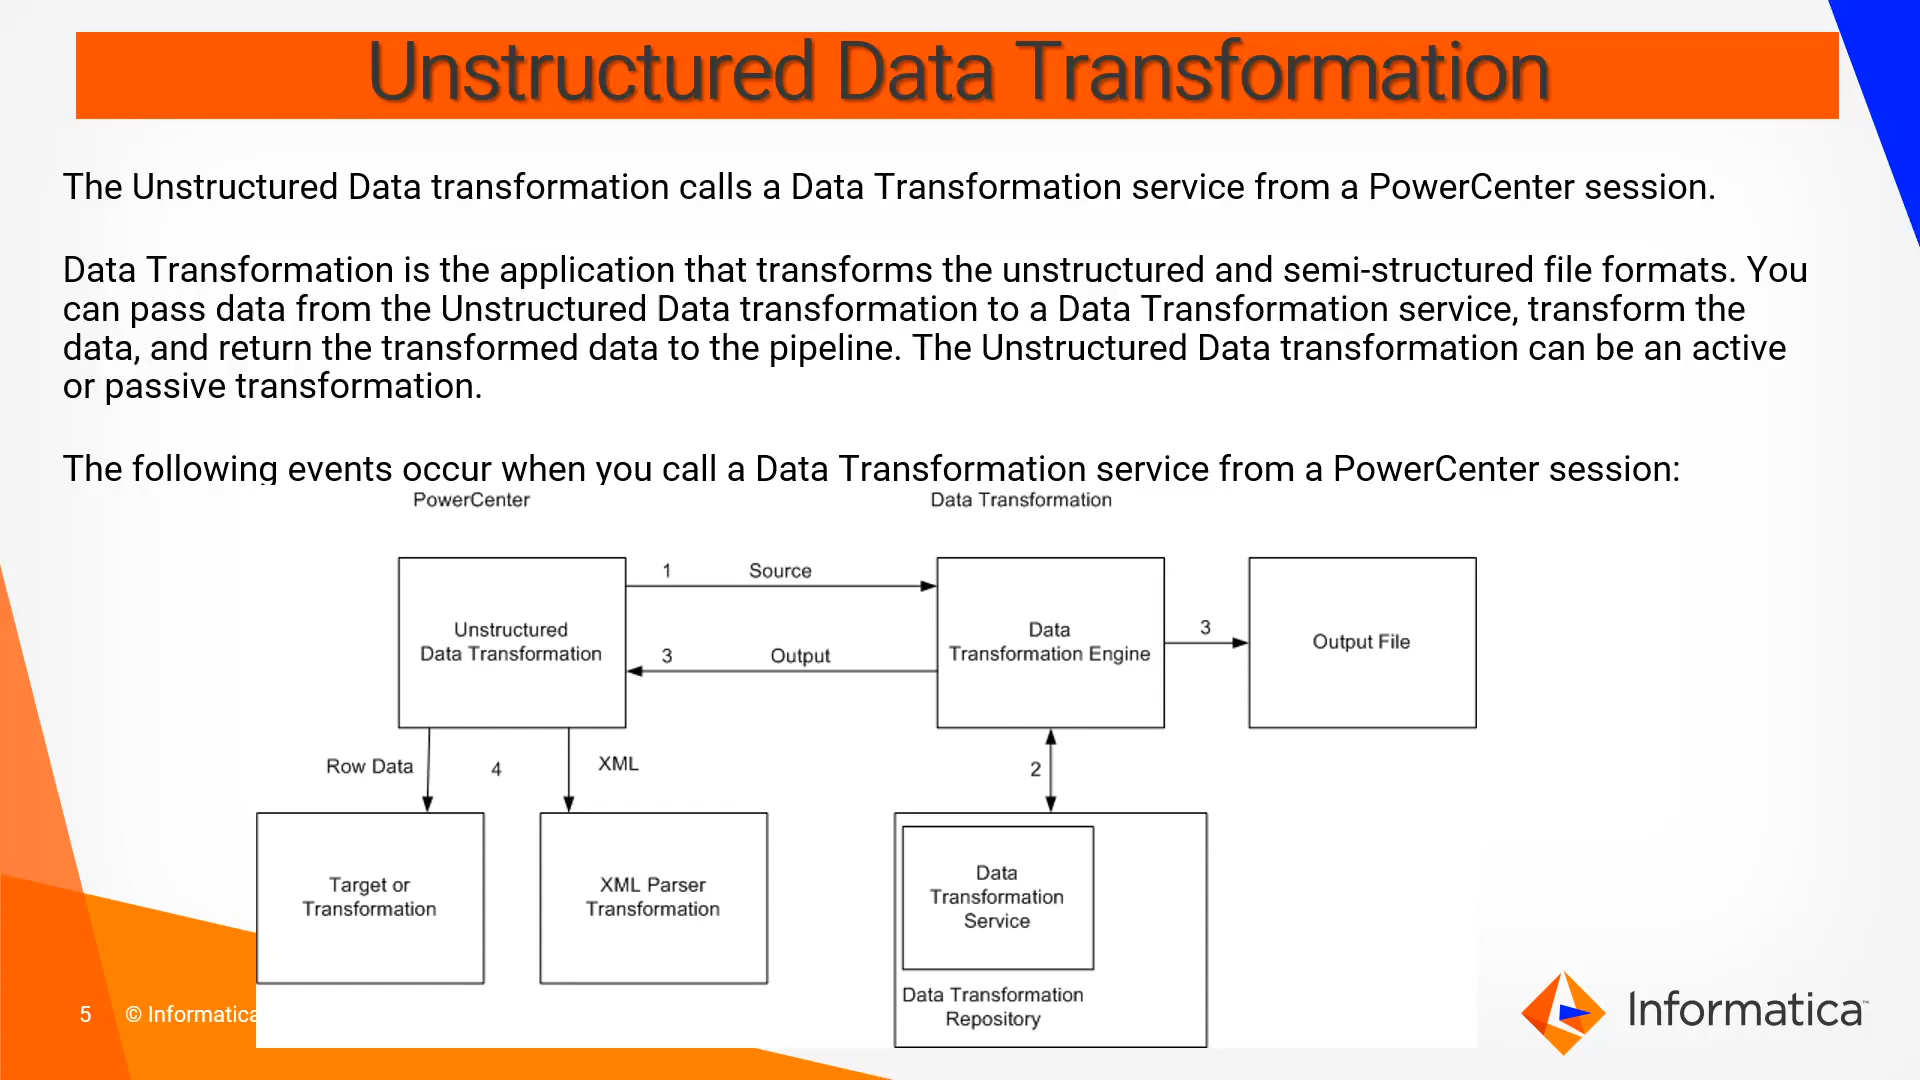 Unstructured Data Transformation
The Unstructured Data transformation calls a Data Transformation service from a PowerCenter session.
Data Transformation is the application that transforms the unstructured and semi-structured file formats. You
can pass data from the Unstructured Data transformation to a Data Transformation service, transform the
data, and return the transformed data to the pipeline. The Unstructured Data transformation can be an active
or passive transformation.
The following events occur when you call a Data Transformation service from a PowerCenter session:
PowerCenter
Data Transformation
1 Source
Unstructured
Data Transformation
3 Output
Data
Transformation Engine
3
Output File
Row Data
4
XML
2
Target or
Transformation
XML Parser
Transformation
Data
Transformation
Service
Data Transformation
Repository
5 © Informatica
Informatica™